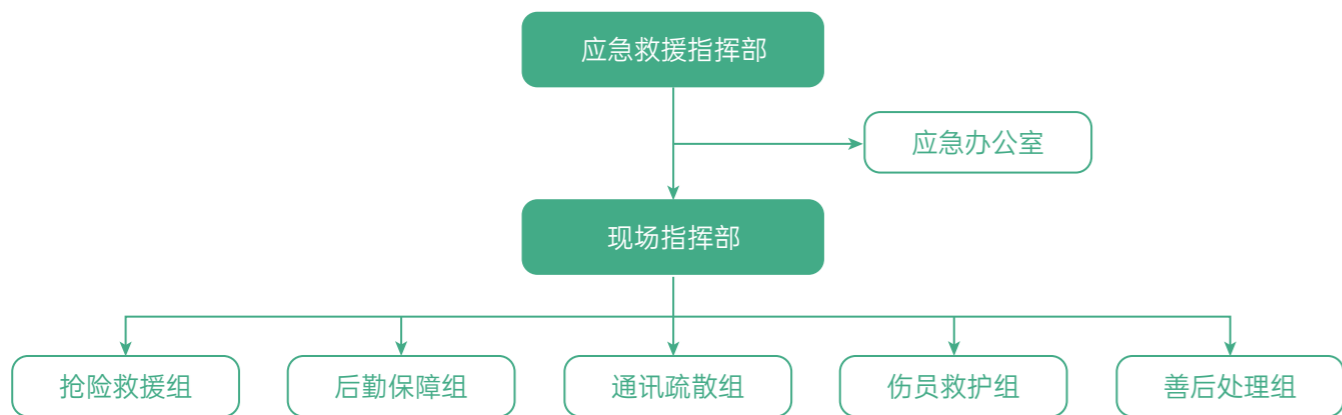 应急救援指挥部
应急办公室
现场指挥部
抢险救援组
后勤保障组
通讯疏散组
伤员救护组
善后处理组